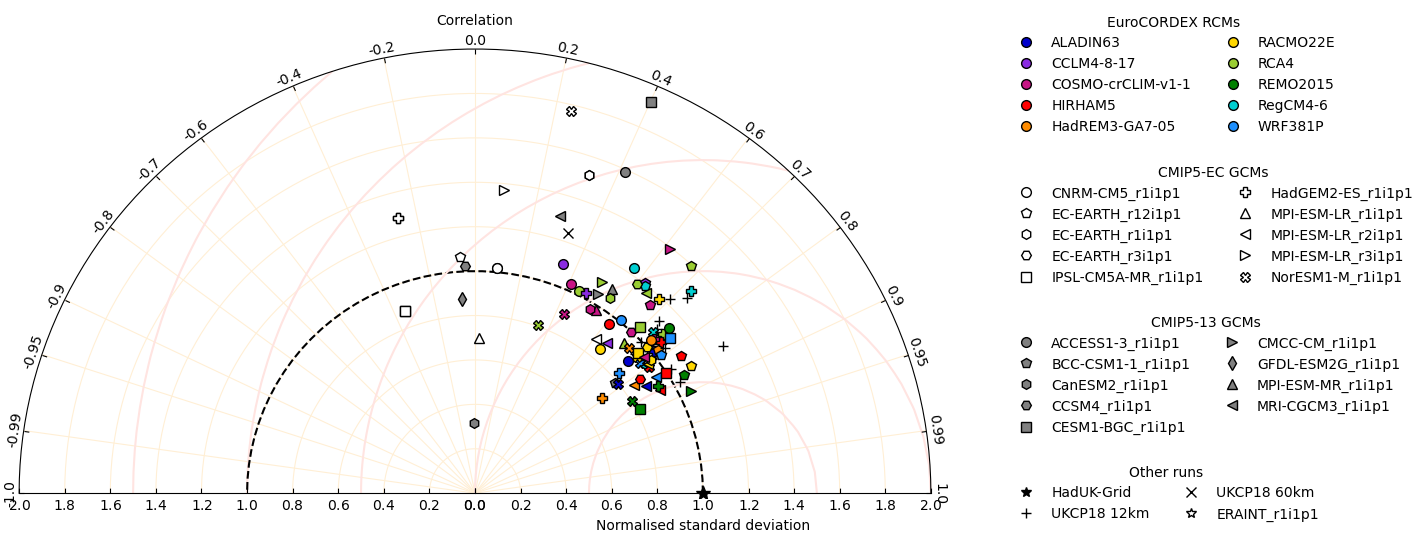 Correlation
-0.2 0.0 0.2
-0.4 0.4
-0.6 0.6
-0.7 0.7
-0.8 0.8
-0.9 0.9
-0.95 0.95
-0.99 0.99
1.0 1.0
2.0 1.8 1.6 1.4 1.2 1.0 0.8 0.6 0.4 0.2 0.0 0.2 0.4 0.6 0.8 1.0 1.2 1.4 1.6 1.8 2.0
Normalised standard deviation
EuroCORDEX RCMs
ALADIN63 RACMO22E
CCLM4-8-17 RCA4
COSMO-crCLIM-v1-1 REMO2015
HIRHAM5 RegCM4-6
HadREM3-GA7-05 WRF381P
CMIP5-EC GCMs
CNRM-CM5_r1i1p1 HadGEM2-ES_r1i1p1
EC-EARTH_r12i1p1 MPI-ESM-LR_r1i1p1
EC-EARTH_r1i1p1 MPI-ESM-LR_r2i1p1
EC-EARTH_r3i1p1 MPI-ESM-LR_r3i1p1
IPSL-CM5A-MR_r1i1p1 NorESM1-M_r1i1p1
CMIP5-13 GCMs
ACCESS1-3_r1i1p1 CMCC-CM_r1i1p1
BCC-CSM1-1_r1i1p1 GFDL-ESM2G_r1i1p1
CanESM2_r1i1p1 MPI-ESM-MR_r1i1p1
CCSM4_r1i1p1 MRI-CGCM3_r1i1p1
CESM1-BGC_r1i1p1
Other runs
HadUK-Grid UKCP18 60km
UKCP18 12km ERAINT_r1i1p1